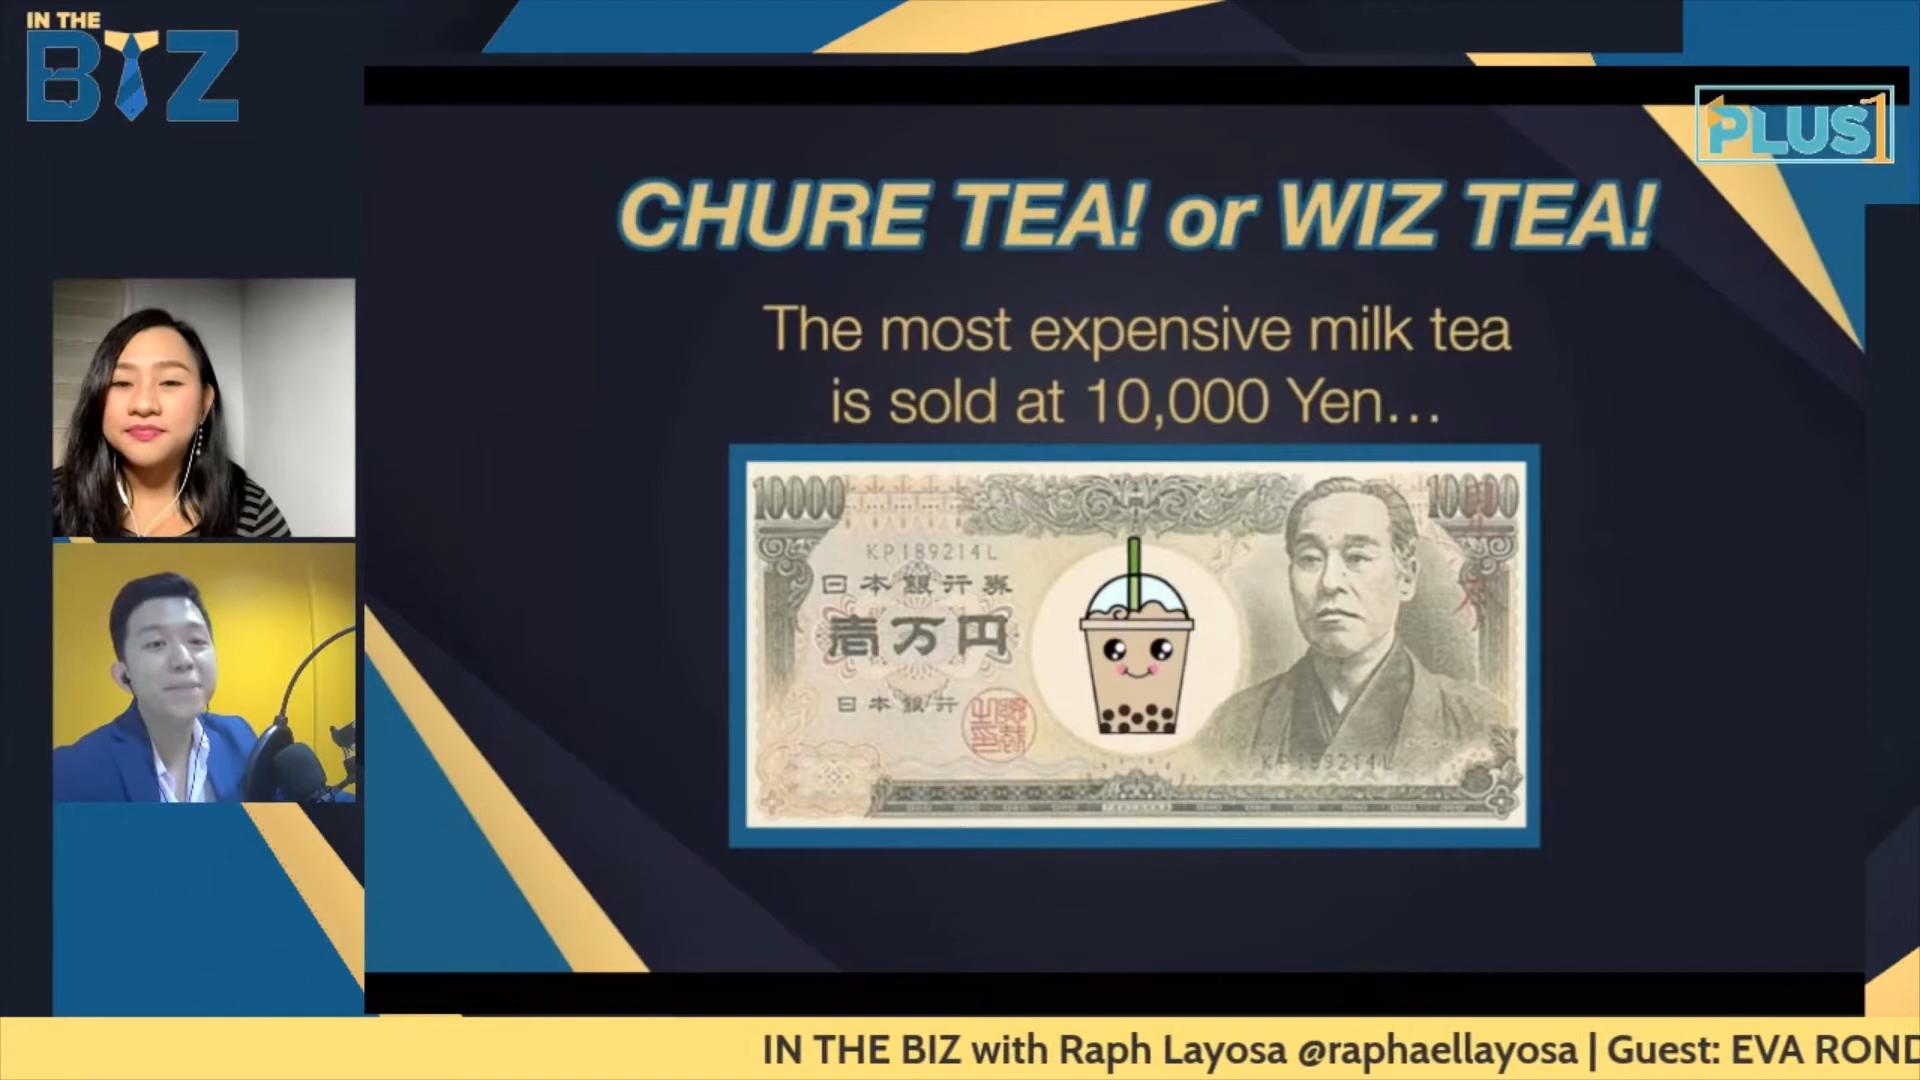 IN THE
BIZ
PLUS1
CHURE TEA! or WIZ TEA!
The most expensive milk tea
is sold at 10,000 Yen...
10000
10000
KP189214L
日本銀行券
壱万円
日本銀行
KP189214L
IN THE BIZ with Raph Layosa @raphaellayosa | Guest: EVA ROND